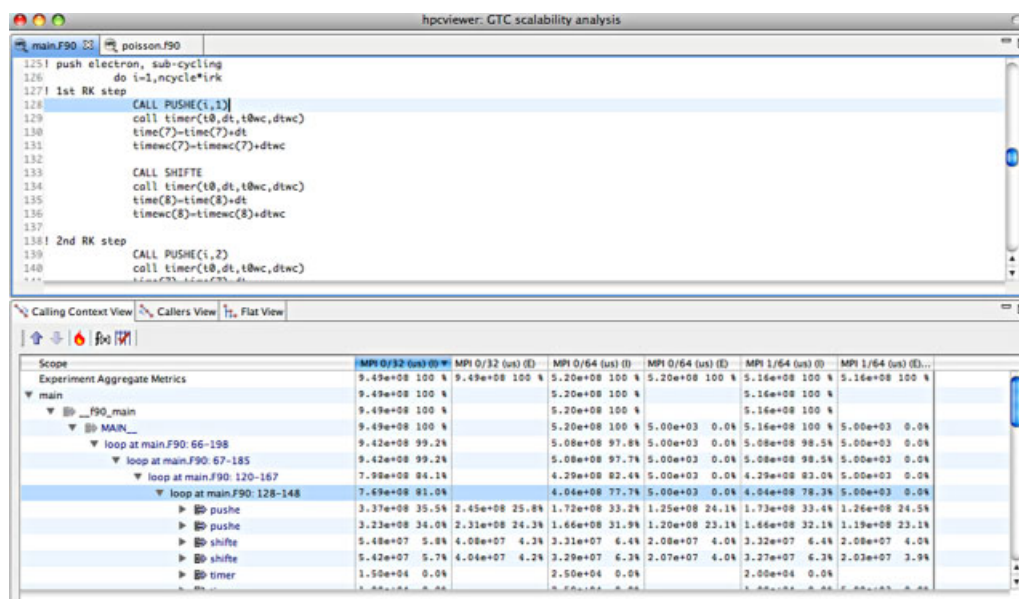 hpcviewer: GTC scalability analysis
main.F90 poisson.f90
125! push electron, sub-cycling
126 do i=1,ncycle*irk
127! 1st RK step
128 CALL PUSHE(i,1)
129 call timer(t0,dt,t0wc,dtwc)
130 time(7)=time(7)+dt
131 timewc(7)=timewc(7)+dtwc
132
133 CALL SHIFTE
134 call timer(t0,dt,t0wc,dtwc)
135 time(8)=time(8)+dt
136 timewc(8)=timewc(8)+dtwc
137
138! 2nd RK step
139 CALL PUSHE(i,2)
140 call timer(t0,dt,t0wc,dtwc)
Calling Context View Callers View Flat View
Scope MPI 0/32 (us) (I) MPI 0/32 (us) (E) MPI 0/64 (us) (I) MPI 0/64 (us) (E) MPI 1/64 (us) (I) MPI 1/64 (us) (E)...
Experiment Aggregate Metrics 9.49e+08 100 % 9.49e+08 100 % 5.20e+08 100 % 5.20e+08 100 % 5.16e+08 100 % 5.16e+08 100 %
main 9.49e+08 100 % 5.20e+08 100 % 5.16e+08 100 %
__f90_main 9.49e+08 100 % 5.20e+08 100 % 5.16e+08 100 %
MAIN__ 9.49e+08 100 % 5.20e+08 100 % 5.00e+03 0.0% 5.16e+08 100 % 5.00e+03 0.0%
loop at main.F90: 66-198 9.42e+08 99.2% 5.08e+08 97.8% 5.00e+03 0.0% 5.08e+08 98.5% 5.00e+03 0.0%
loop at main.F90: 67-185 9.42e+08 99.2% 5.08e+08 97.7% 5.00e+03 0.0% 5.08e+08 98.5% 5.00e+03 0.0%
loop at main.F90: 120-167 7.98e+08 84.1% 4.29e+08 82.4% 5.00e+03 0.0% 4.29e+08 83.0% 5.00e+03 0.0%
loop at main.F90: 128-148 7.69e+08 81.0% 4.04e+08 77.7% 5.00e+03 0.0% 4.04e+08 78.3% 5.00e+03 0.0%
pushe 3.37e+08 35.5% 2.45e+08 25.8% 1.72e+08 33.2% 1.25e+08 24.1% 1.73e+08 33.4% 1.26e+08 24.5%
pushe 3.23e+08 34.0% 2.31e+08 24.3% 1.66e+08 31.9% 1.20e+08 23.1% 1.66e+08 32.1% 1.19e+08 23.1%
shifte 5.48e+07 5.8% 4.08e+07 4.3% 3.31e+07 6.4% 2.08e+07 4.0% 3.32e+07 6.4% 2.08e+07 4.0%
shifte 5.42e+07 5.7% 4.04e+07 4.2% 3.29e+07 6.3% 2.07e+07 4.0% 3.27e+07 6.3% 2.03e+07 3.9%
timer 1.50e+04 0.0% 2.50e+04 0.0% 2.00e+04 0.0%